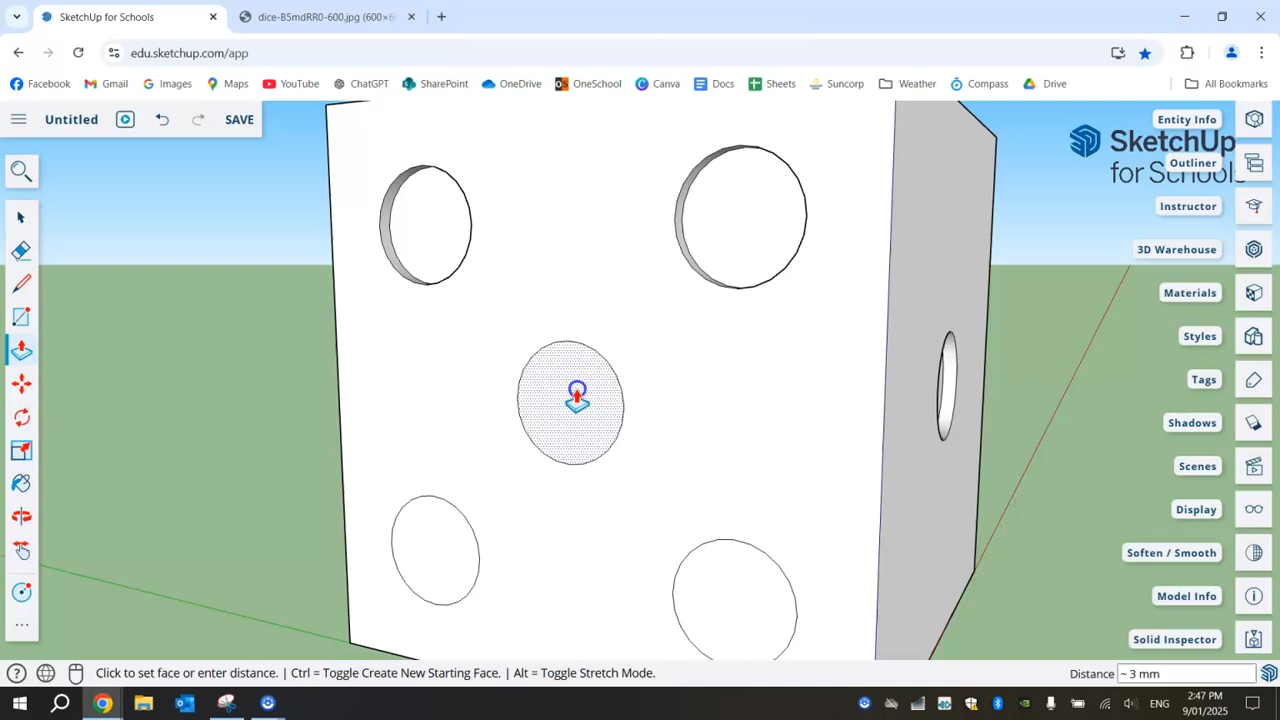 SketchUp for Schools
dice-B5mdRR0-600.jpg (600×6
edu.sketchup.com/app
Facebook Gmail Images Maps YouTube ChatGPT SharePoint OneDrive OneSchool Canva Docs Sheets Suncorp Weather Compass Drive All Bookmarks
Untitled SAVE
SketchUp
for Schools
Entity Info
Outliner
Instructor
3D Warehouse
Materials
Styles
Tags
Shadows
Scenes
Display
Soften / Smooth
Model Info
Solid Inspector
Click to set face or enter distance. | Ctrl = Toggle Create New Starting Face. | Alt = Toggle Stretch Mode. Distance ~ 3 mm
ENG
2:47 PM
9/01/2025